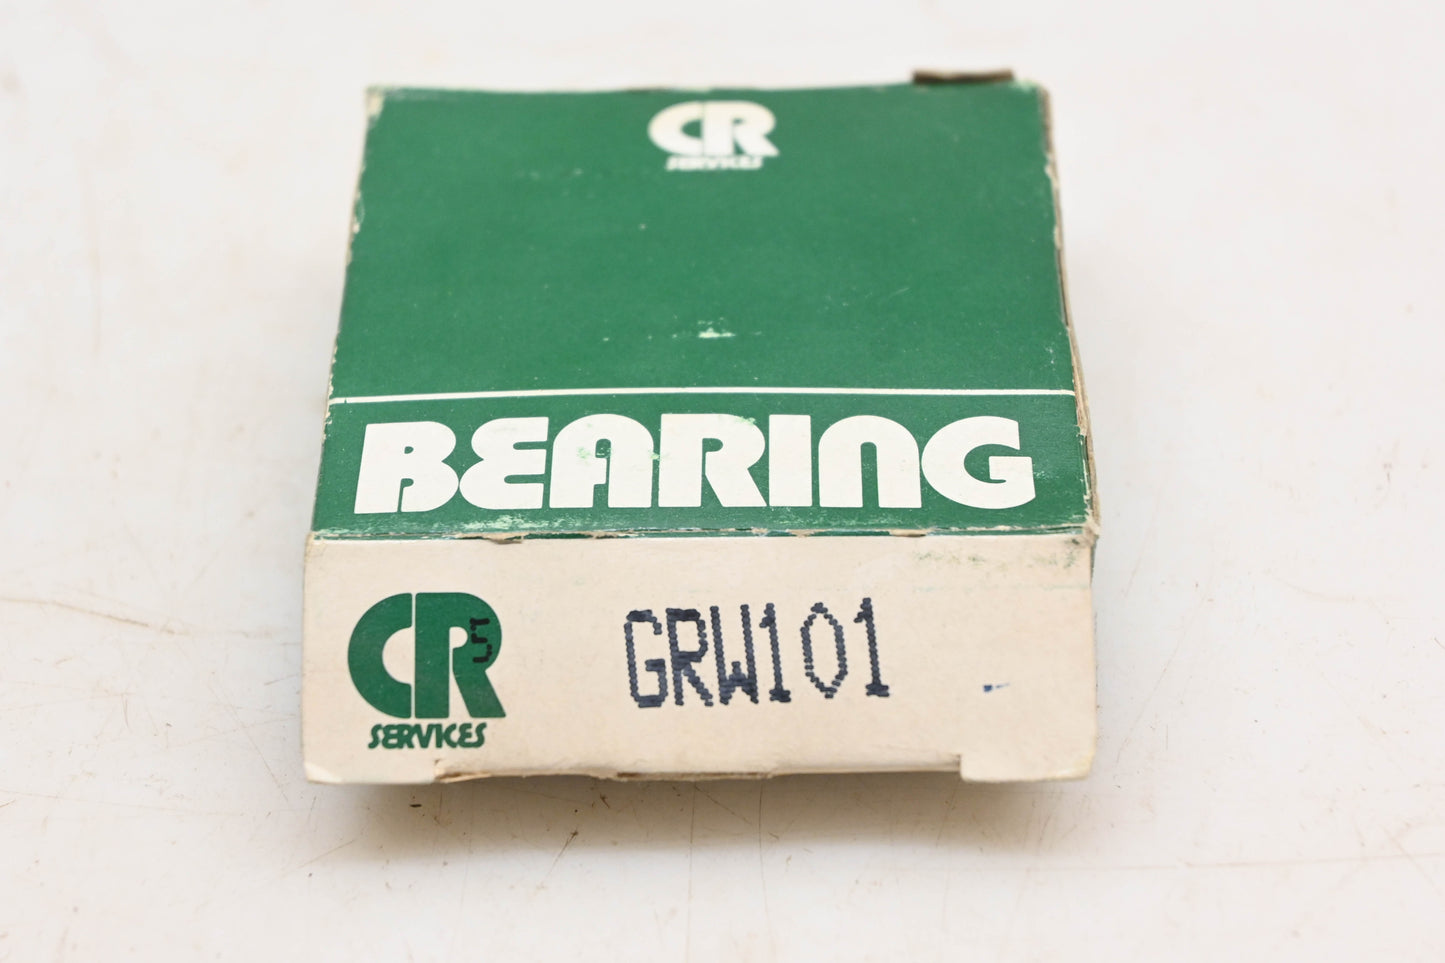 CR
SERVICES
BEARING
CR
SERVICES
GRW101